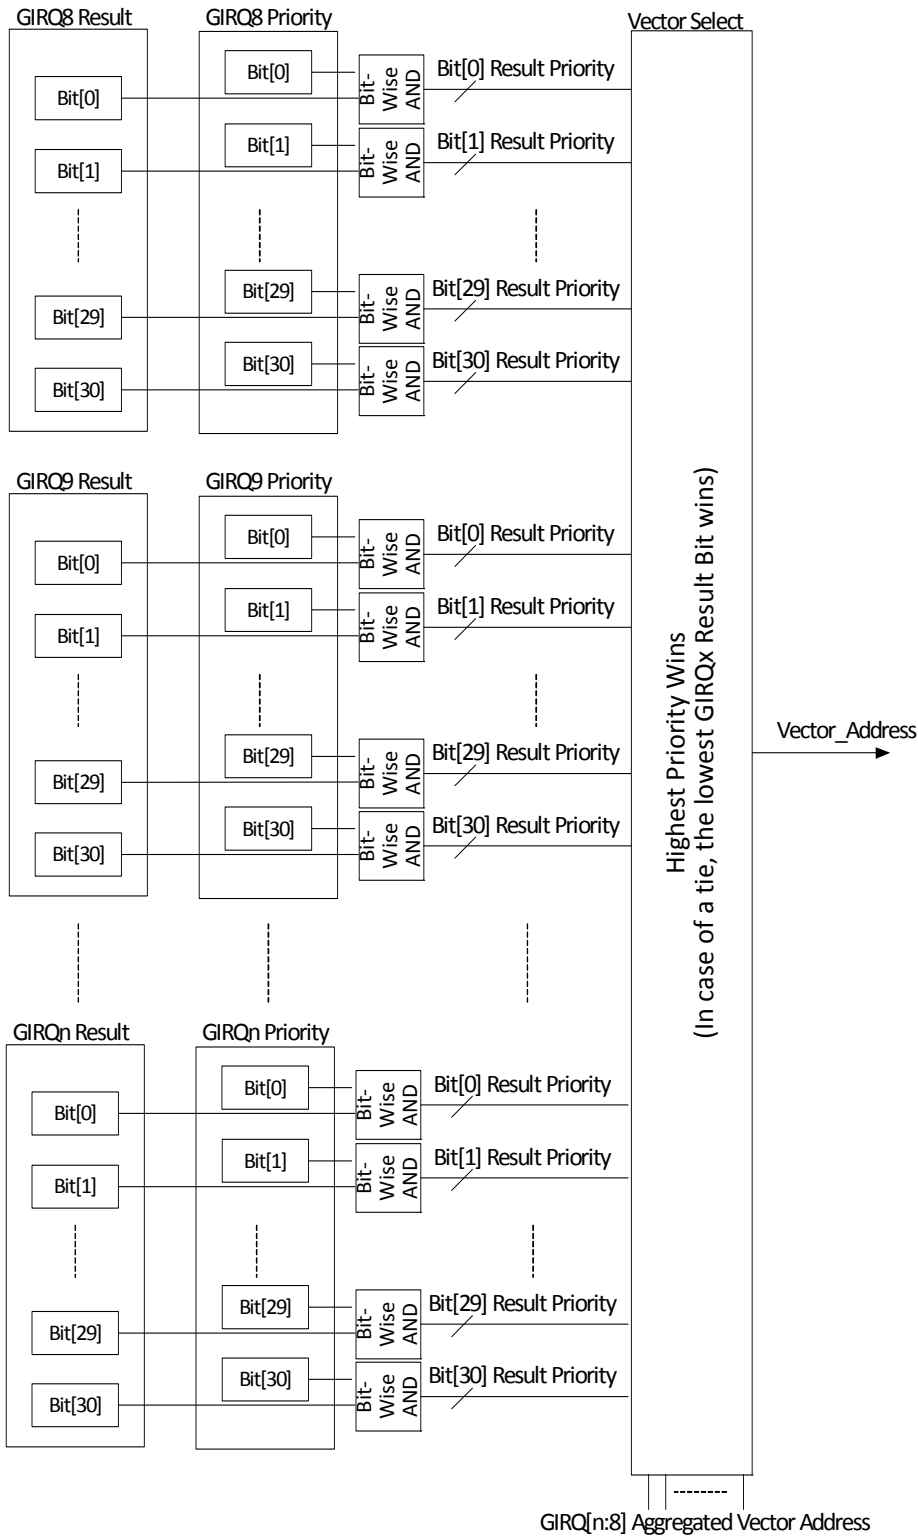 GIRQ8 Result
GIRQ8 Priority
Vector Select
Bit[0]
Bit[0]
Bit-
Wise
AND
Bit[0] Result Priority
Bit[1]
Bit[1]
Bit-
Wise
AND
Bit[1] Result Priority
Bit[29]
Bit[29]
Bit-
Wise
AND
Bit[29] Result Priority
Bit[30]
Bit[30]
Bit-
Wise
AND
Bit[30] Result Priority
GIRQ9 Result
GIRQ9 Priority
Bit[0]
Bit[0]
Bit-
Wise
AND
Bit[0] Result Priority
Bit[1]
Bit[1]
Bit-
Wise
AND
Bit[1] Result Priority
Bit[29]
Bit[29]
Bit-
Wise
AND
Bit[29] Result Priority
Bit[30]
Bit[30]
Bit-
Wise
AND
Bit[30] Result Priority
Highest Priority Wins
(In case of a tie, the lowest GIRQx Result Bit wins)
Vector_Address
GIRQn Result
GIRQn Priority
Bit[0]
Bit[0]
Bit-
Wise
AND
Bit[0] Result Priority
Bit[1]
Bit[1]
Bit-
Wise
AND
Bit[1] Result Priority
Bit[29]
Bit[29]
Bit-
Wise
AND
Bit[29] Result Priority
Bit[30]
Bit[30]
Bit-
Wise
AND
Bit[30] Result Priority
GIRQ[n:8] Aggregated Vector Address